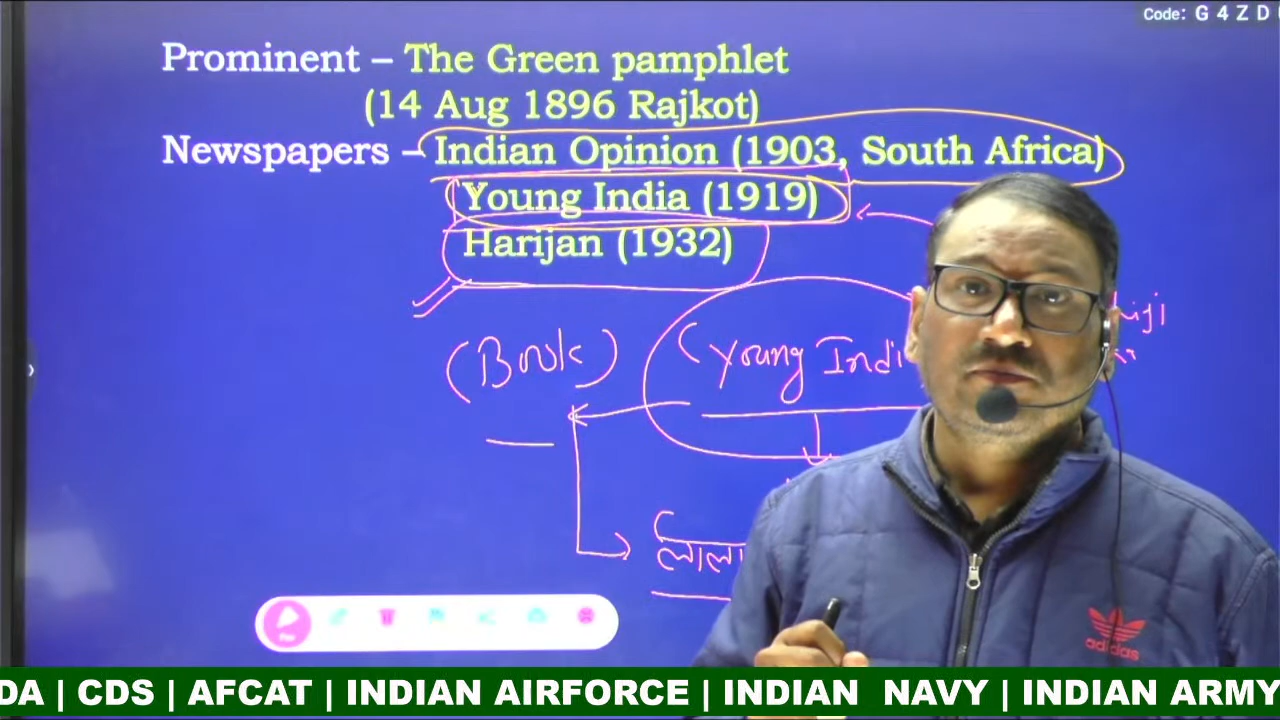 Code: G 4 Z D
Prominent – The Green pamphlet
(14 Aug 1896 Rajkot)
Newspapers – Indian Opinion (1903, South Africa)
Young India (1919)
Harijan (1932)
(Book) (Young Indi
लाला
adidas
DA | CDS | AFCAT | INDIAN AIRFORCE | INDIAN NAVY | INDIAN ARMY